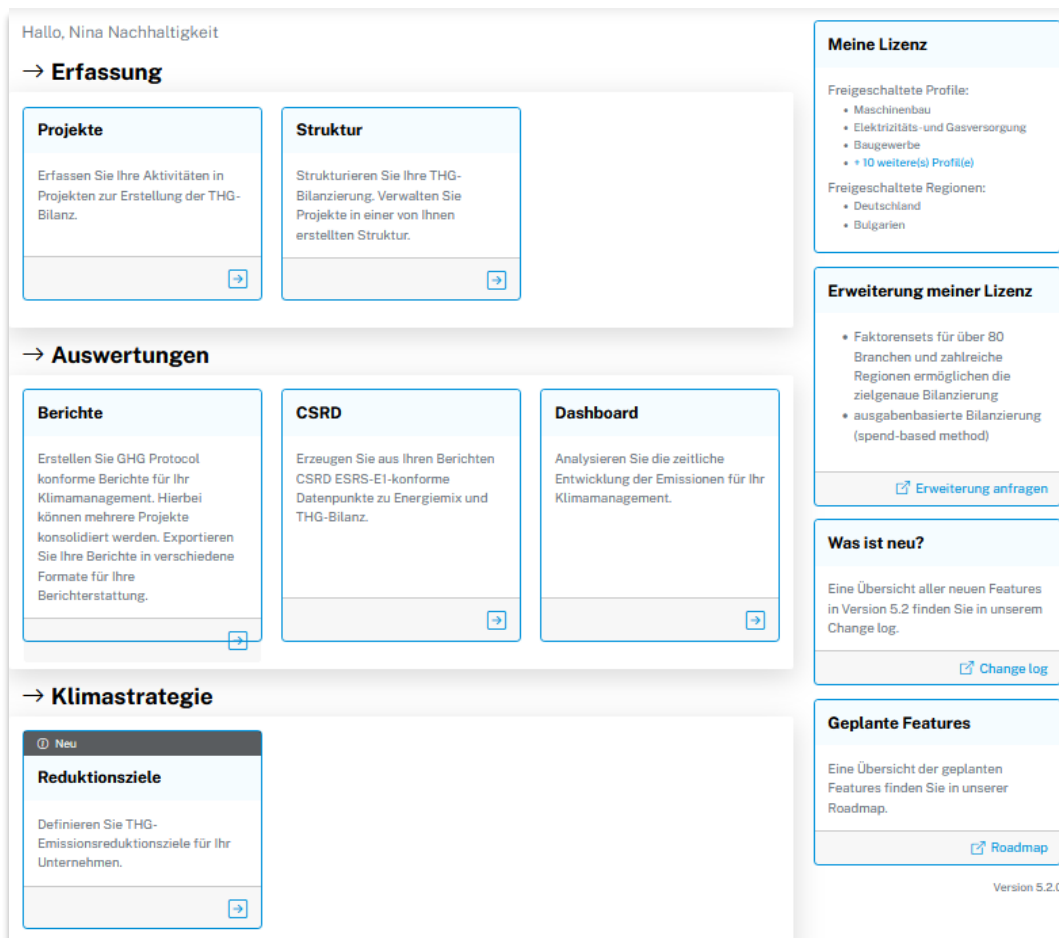 Hallo, Nina Nachhaltigkeit
→ Erfassung
Projekte
Erfassen Sie Ihre Aktivitäten in
Projekten zur Erstellung der THG-
Bilanz.
Struktur
Strukturieren Sie Ihre THG-
Bilanzierung. Verwalten Sie
Projekte in einer von Ihnen
erstellten Struktur.
→ Auswertungen
Berichte
Erstellen Sie GHG Protocol
konforme Berichte für Ihr
Klimamanagement. Hierbei
können mehrere Projekte
konsolidiert werden. Exportieren
Sie Ihre Berichte in verschiedene
Formate für Ihre
Berichterstattung.
CSRD
Erzeugen Sie aus Ihren Berichten
CSRD ESRS-E1-konforme
Datenpunkte zu Energiemix und
THG-Bilanz.
Dashboard
Analysieren Sie die zeitliche
Entwicklung der Emissionen für Ihr
Klimamanagement.
→ Klimastrategie
Neu
Reduktionsziele
Definieren Sie THG-
Emissionsreduktionsziele für Ihr
Unternehmen.
Meine Lizenz
Freigeschaltete Profile:
• Maschinenbau
• Elektrizitäts-und Gasversorgung
• Baugewerbe
• + 10 weitere(s) Profil(e)
Freigeschaltete Regionen:
• Deutschland
• Bulgarien
Erweiterung meiner Lizenz
• Faktorensets für über 80
Branchen und zahlreiche
Regionen ermöglichen die
zielgenaue Bilanzierung
• ausgabenbasierte Bilanzierung
(spend-based method)
Erweiterung anfragen
Was ist neu?
Eine Übersicht aller neuen Features
in Version 5.2 finden Sie in unserem
Change log.
Change log
Geplante Features
Eine Übersicht der geplanten
Features finden Sie in unserer
Roadmap.
Roadmap
Version 5.2.0